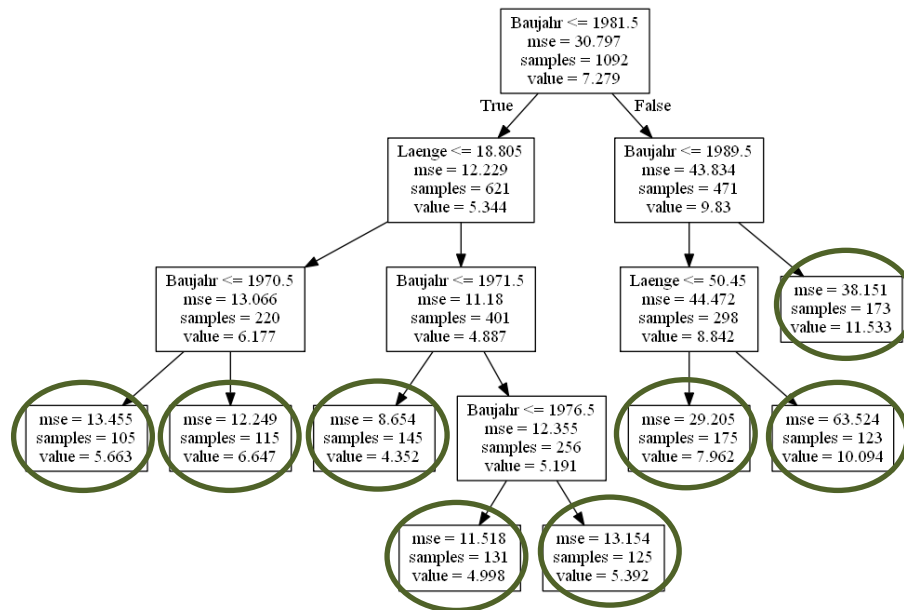 Baujahr <= 1981.5
mse = 30.797
samples = 1092
value = 7.279
True
False
Laenge <= 18.805
mse = 12.229
samples = 621
value = 5.344
Baujahr <= 1989.5
mse = 43.834
samples = 471
value = 9.83
Baujahr <= 1970.5
mse = 13.066
samples = 220
value = 6.177
Baujahr <= 1971.5
mse = 11.18
samples = 401
value = 4.887
Laenge <= 50.45
mse = 44.472
samples = 298
value = 8.842
mse = 38.151
samples = 173
value = 11.533
mse = 13.455
samples = 105
value = 5.663
mse = 12.249
samples = 115
value = 6.647
mse = 8.654
samples = 145
value = 4.352
Baujahr <= 1976.5
mse = 12.355
samples = 256
value = 5.191
mse = 29.205
samples = 175
value = 7.962
mse = 63.524
samples = 123
value = 10.094
mse = 11.518
samples = 131
value = 4.998
mse = 13.154
samples = 125
value = 5.392